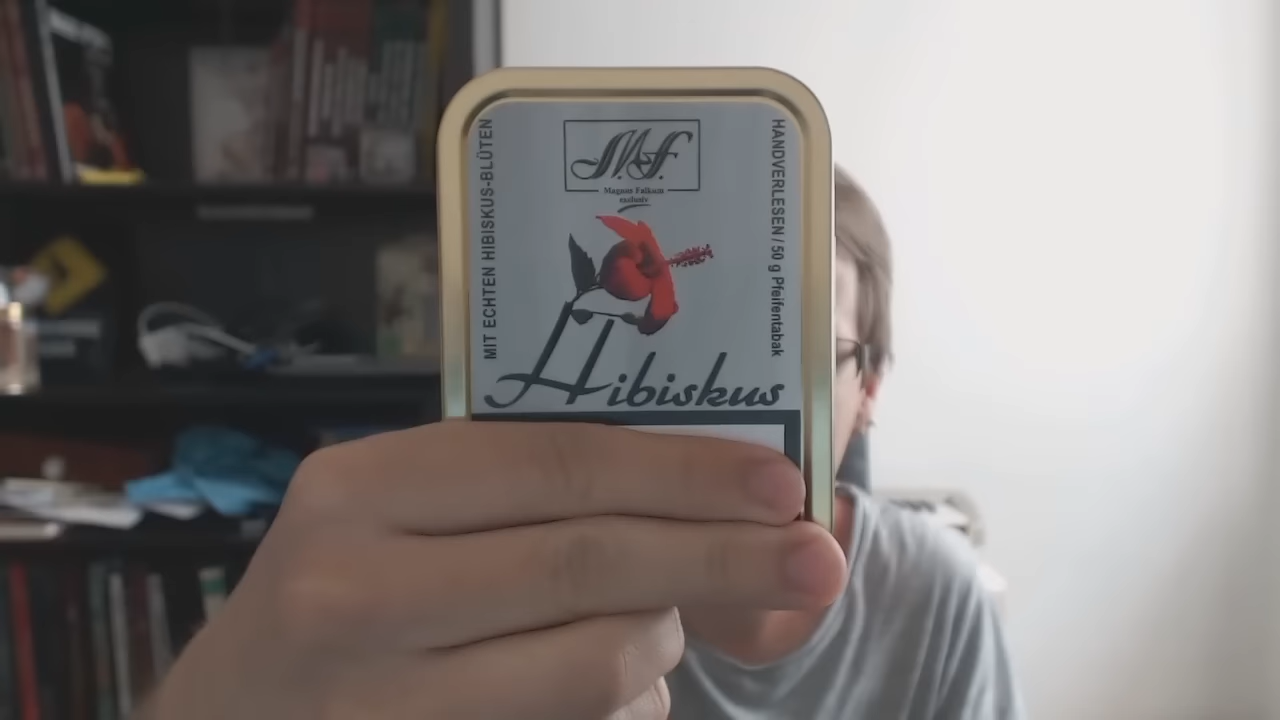 M.F.
Magnus Falkum
exclusiv
MIT ECHTEN HIBISKUS-BLÜTEN
HANDVERLESEN / 50 g Pfeifentabak
Hibiskus